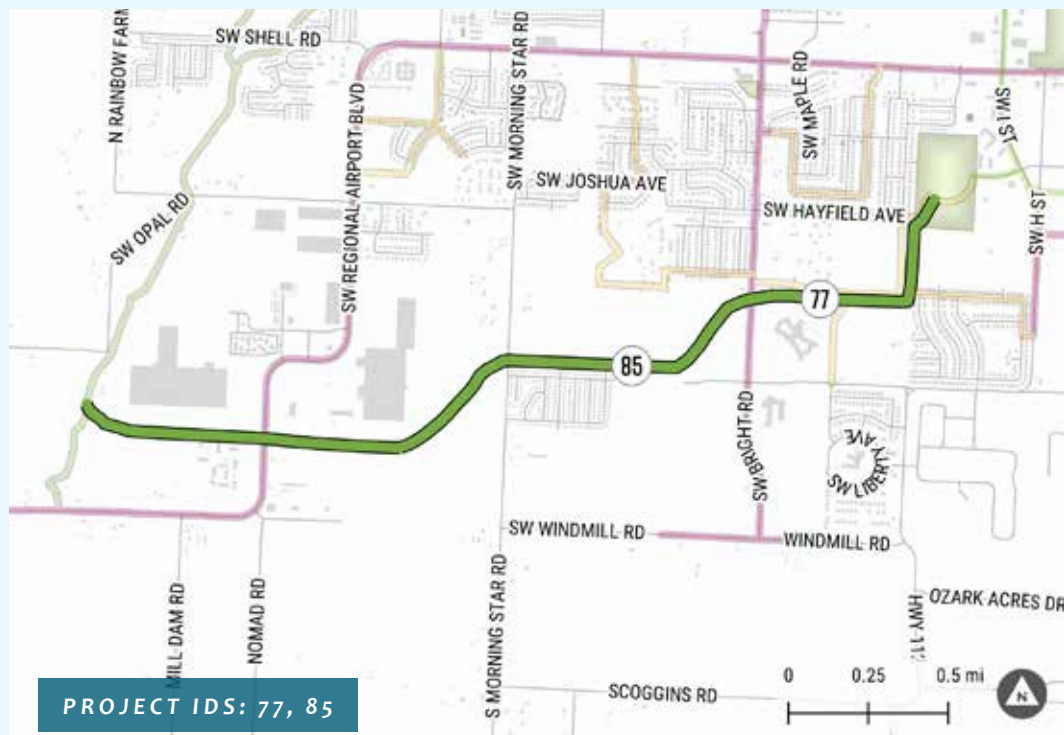 SW SHELL RD
N RAINBOW FARM
SW REGIONAL AIRPORT BLVD
SW MORNING STAR RD
SW MAPLE RD
SW I ST
SW JOSHUA AVE
SW HAYFIELD AVE
SW H ST
SW OPAL RD
77
85
SW BRIGHT RD
SW LIBERTY AVE
SW WINDMILL RD
WINDMILL RD
S MORNING STAR RD
MILL DAM RD
NOMAD RD
HWY 11
OZARK ACRES DR
SCOGGINS RD
0 0.25 0.5 mi
N
PROJECT IDS: 77, 85